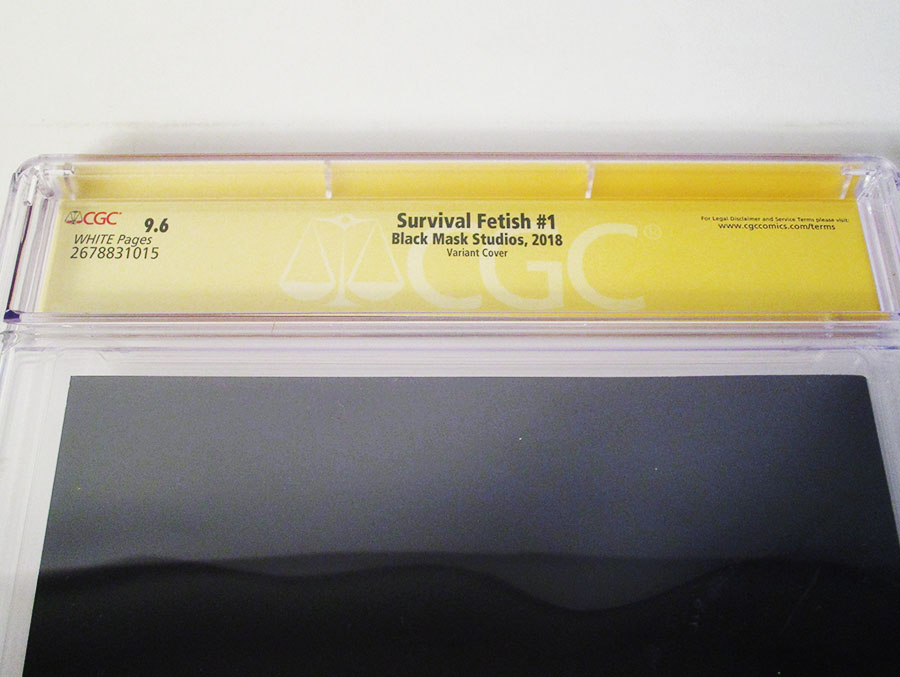 CGC® 9.6
WHITE Pages
2678831015
Survival Fetish #1
Black Mask Studios, 2018
Variant Cover
For Legal Disclaimer and Service Terms please visit:
www.cgccomics.com/terms
CGC®